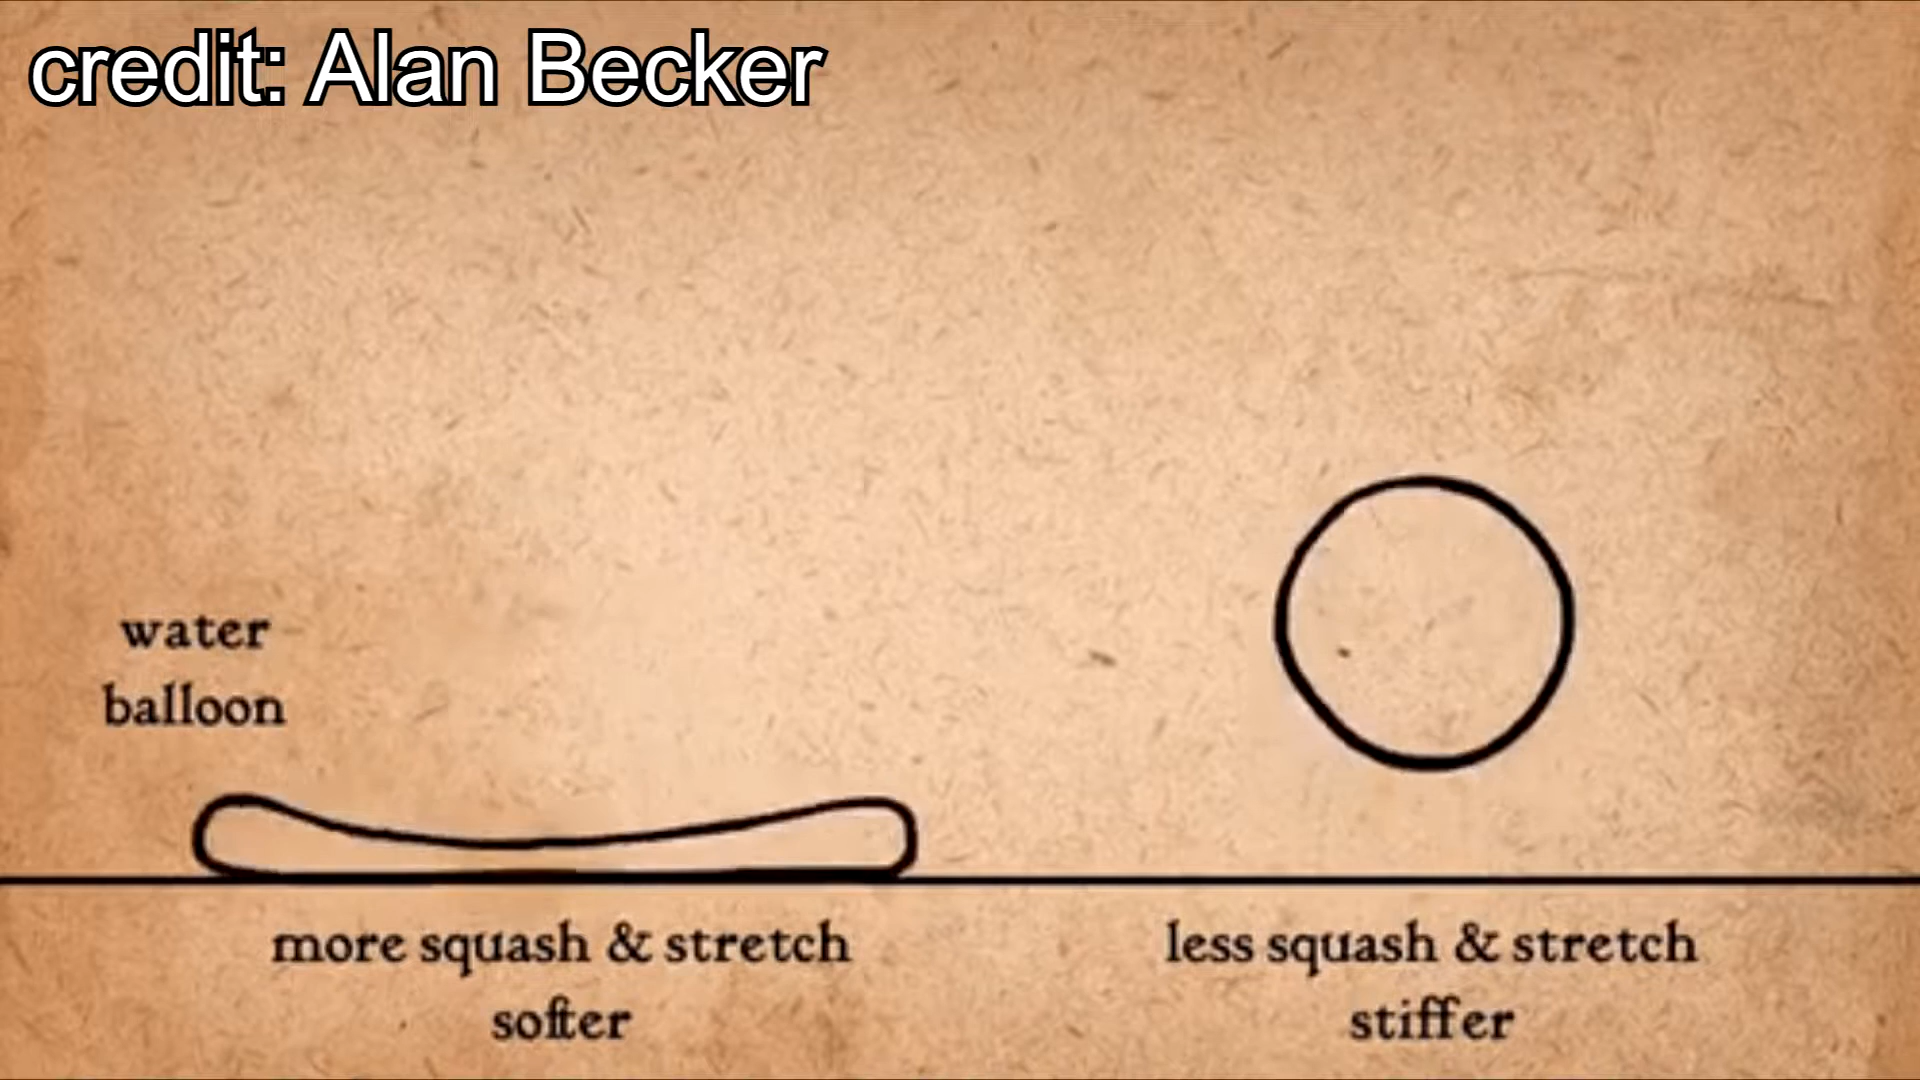 credit: Alan Becker
water
balloon
more squash & stretch
softer
less squash & stretch
stiffer